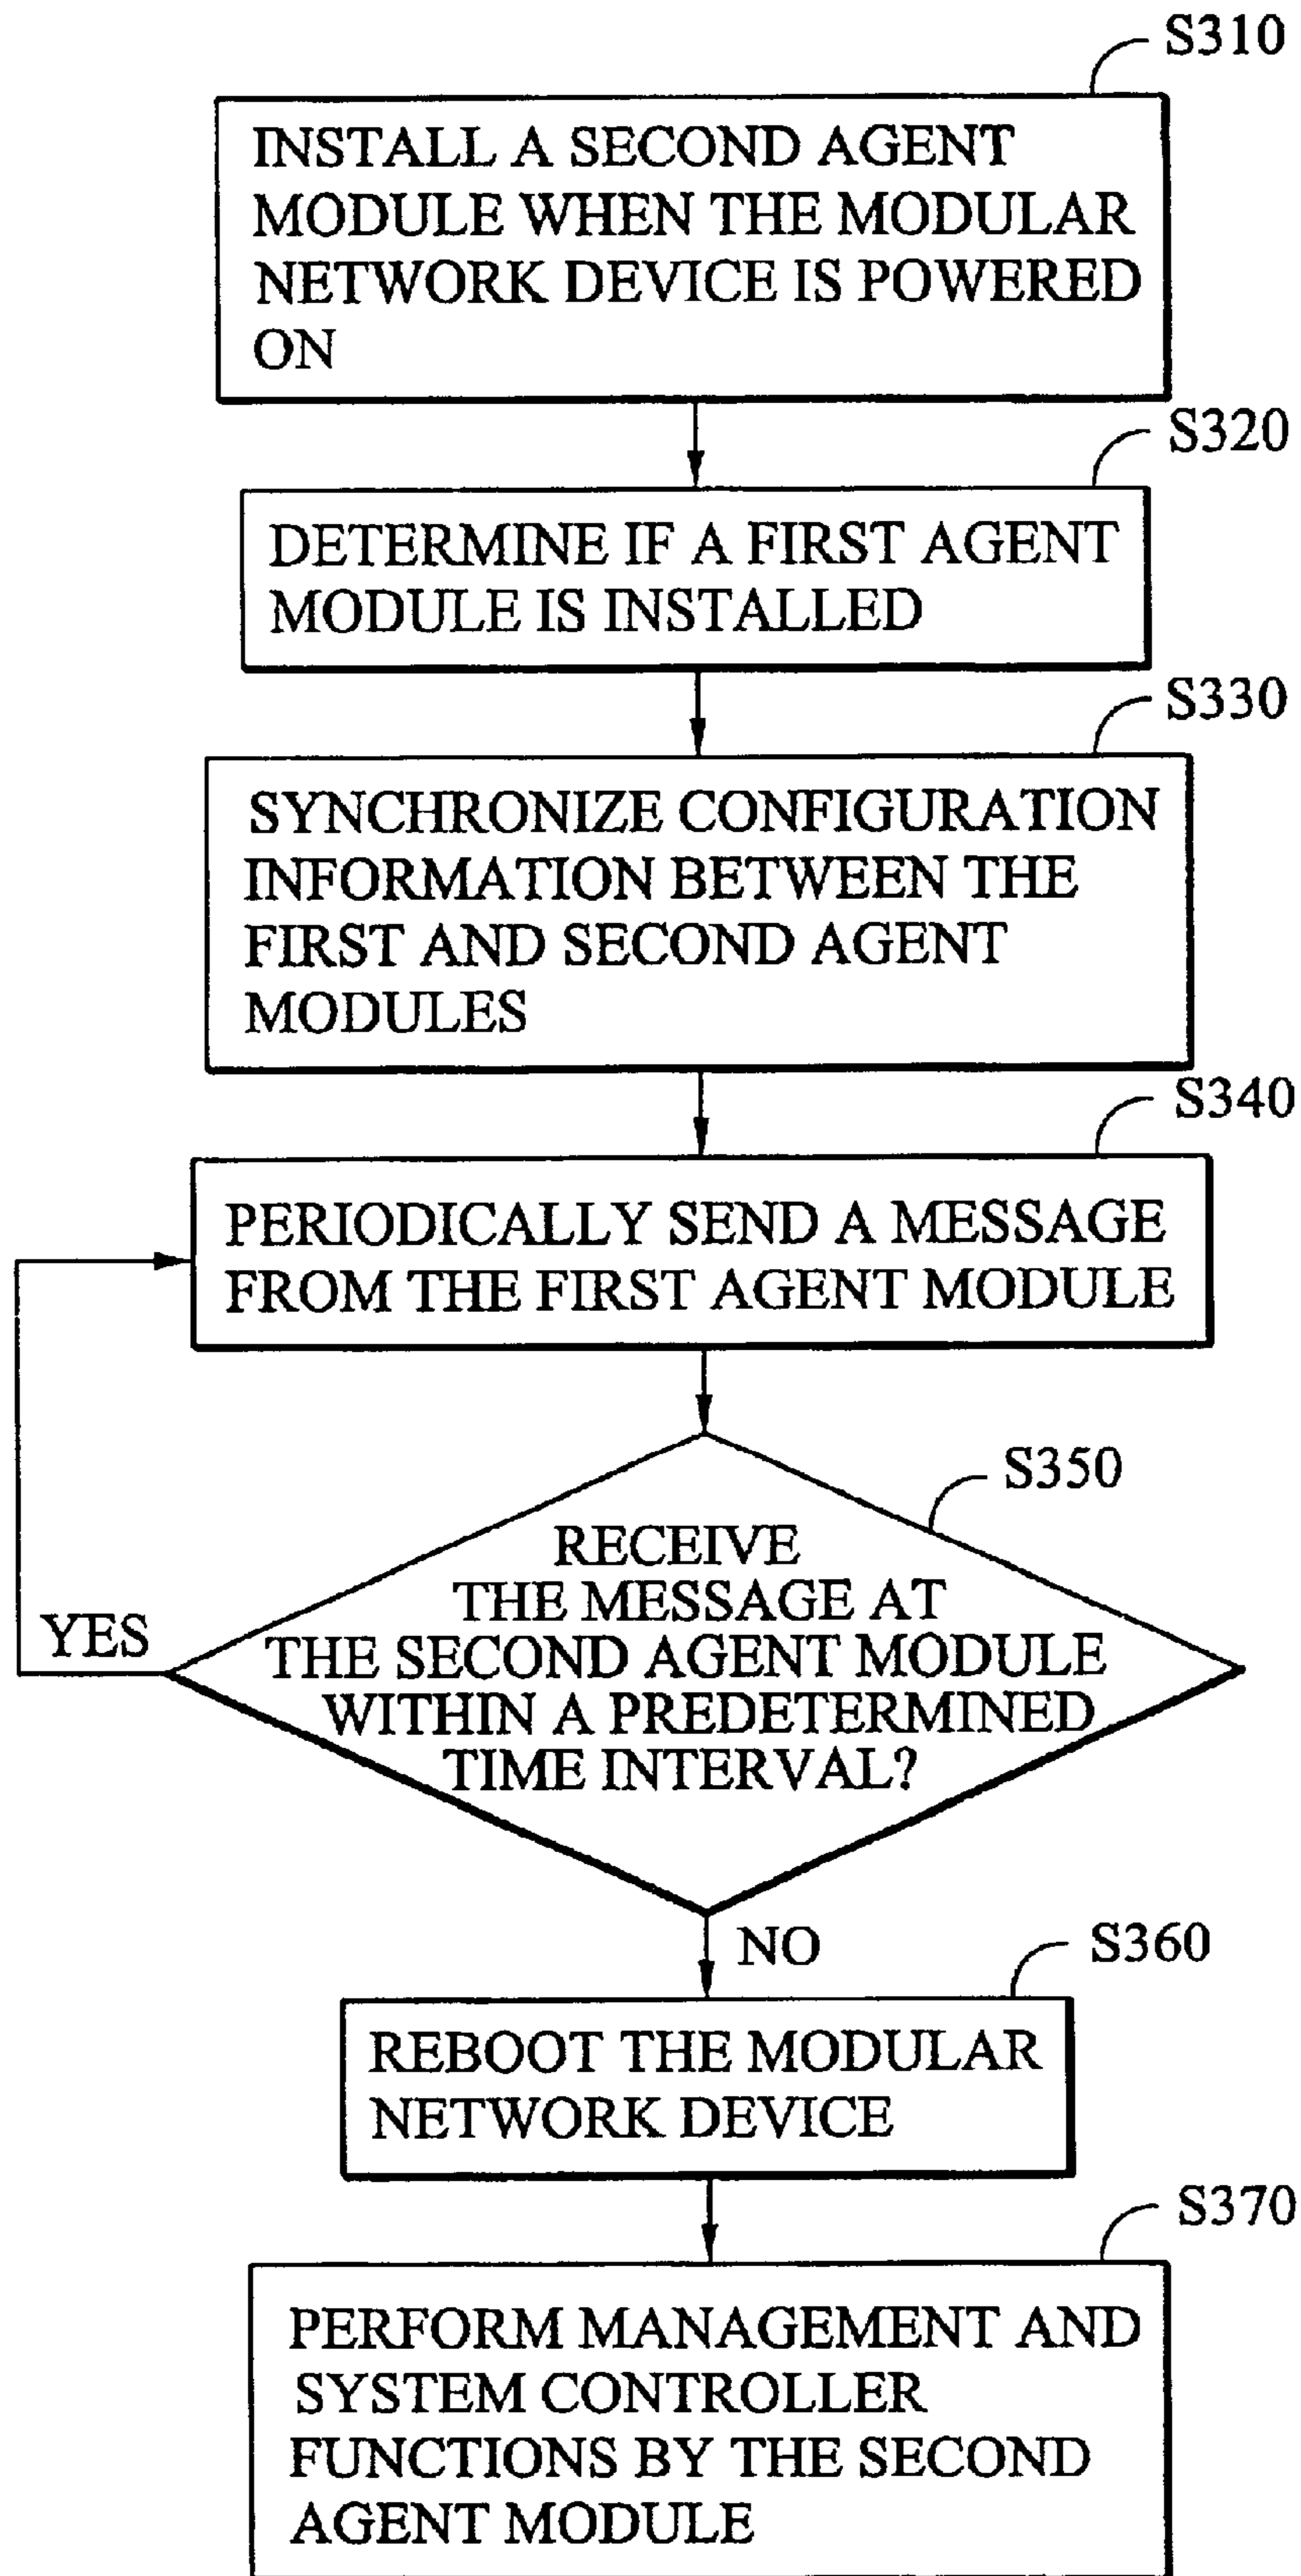 S310
INSTALL A SECOND AGENT
MODULE WHEN THE MODULAR
NETWORK DEVICE IS POWERED
ON
S320
DETERMINE IF A FIRST AGENT
MODULE IS INSTALLED
S330
SYNCHRONIZE CONFIGURATION
INFORMATION BETWEEN THE
FIRST AND SECOND AGENT
MODULES
S340
PERIODICALLY SEND A MESSAGE
FROM THE FIRST AGENT MODULE
S350
RECEIVE
THE MESSAGE AT
THE SECOND AGENT MODULE
WITHIN A PREDETERMINED
TIME INTERVAL?
YES
NO
S360
REBOOT THE MODULAR
NETWORK DEVICE
S370
PERFORM MANAGEMENT AND
SYSTEM CONTROLLER
FUNCTIONS BY THE SECOND
AGENT MODULE